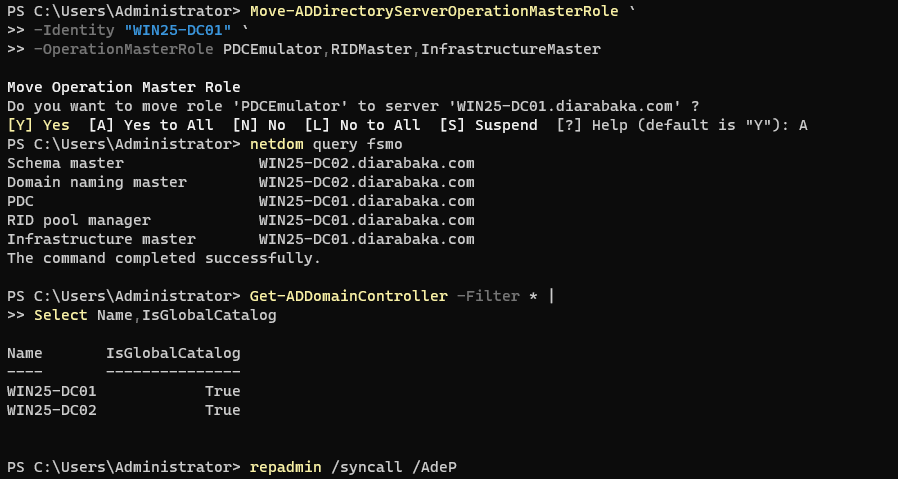 PS C:\Users\Administrator> Move-ADDirectoryServerOperationMasterRole `
>> -Identity "WIN25-DC01" `
>> -OperationMasterRole PDCEmulator,RIDMaster,InfrastructureMaster
Move Operation Master Role
Do you want to move role 'PDCEmulator' to server 'WIN25-DC01.diarabaka.com' ?
[Y] Yes  [A] Yes to All  [N] No  [L] No to All  [S] Suspend  [?] Help (default is "Y"): A
PS C:\Users\Administrator> netdom query fsmo
Schema master               WIN25-DC02.diarabaka.com
Domain naming master        WIN25-DC02.diarabaka.com
PDC                         WIN25-DC01.diarabaka.com
RID pool manager            WIN25-DC01.diarabaka.com
Infrastructure master       WIN25-DC01.diarabaka.com
The command completed successfully.
PS C:\Users\Administrator> Get-ADDomainController -Filter * |
>> Select Name,IsGlobalCatalog
Name       IsGlobalCatalog
----       ---------------
WIN25-DC01            True
WIN25-DC02            True
PS C:\Users\Administrator> repadmin /syncall /AdeP